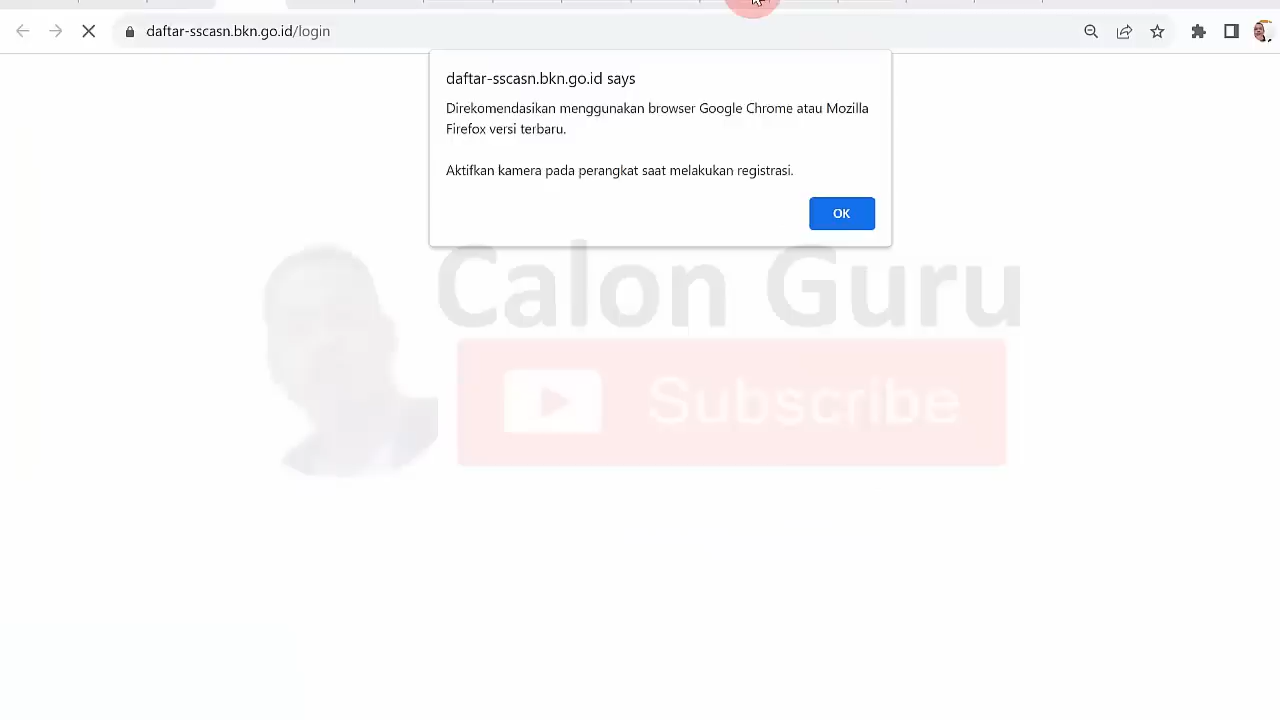 daftar-sscasn.bkn.go.id/login
daftar-sscasn.bkn.go.id says
Direkomendasikan menggunakan browser Google Chrome atau Mozilla
Firefox versi terbaru.
Aktifkan kamera pada perangkat saat melakukan registrasi.
OK
Calon Guru
Subscribe